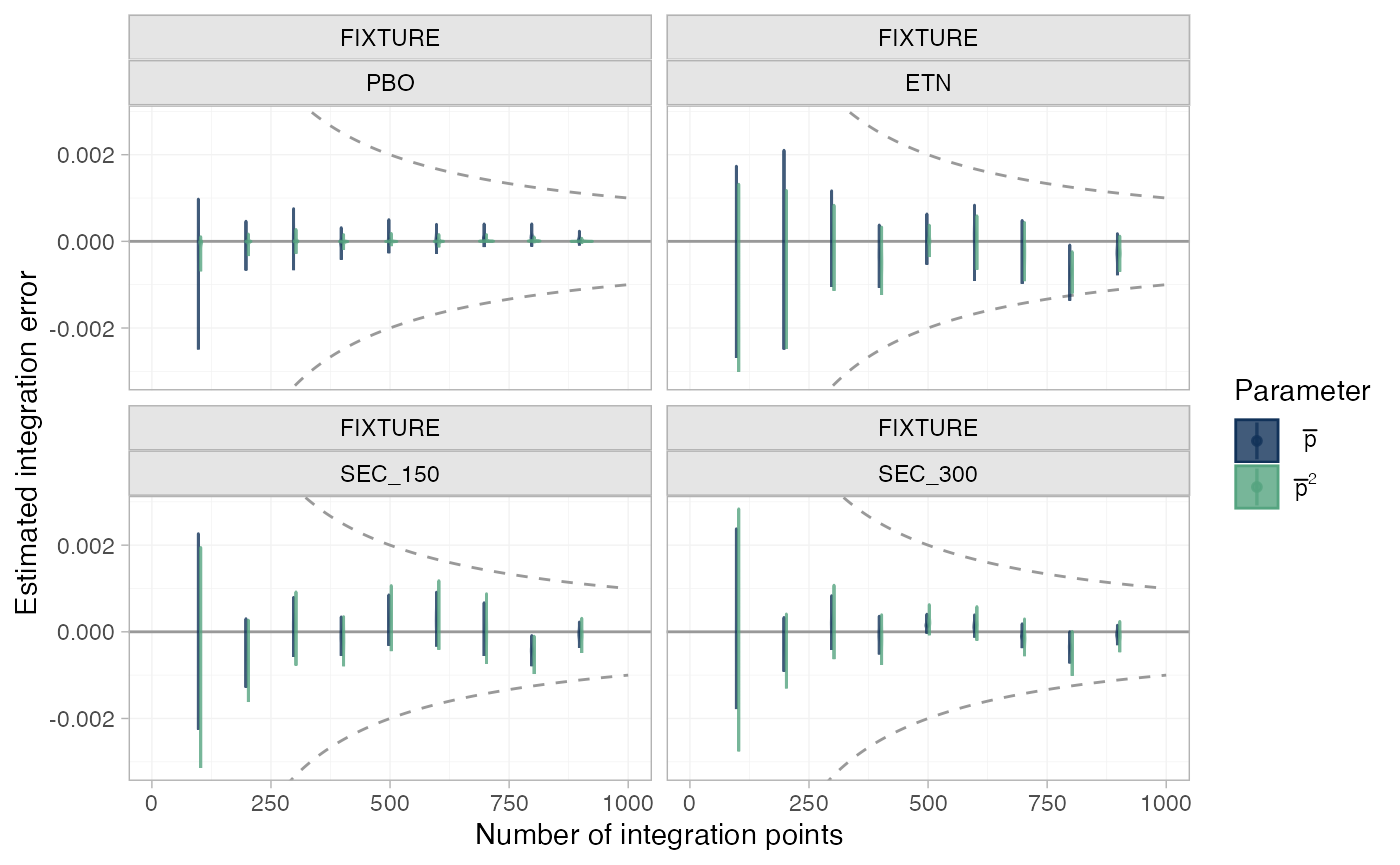 FIXTURE
PBO
FIXTURE
ETN
0.002
0.000
-0.002
FIXTURE
SEC_150
FIXTURE
SEC_300
0.002
0.000
-0.002
0 250 500 750 1000
0 250 500 750 1000
Number of integration points
Estimated integration error
Parameter
p̅
p̅²